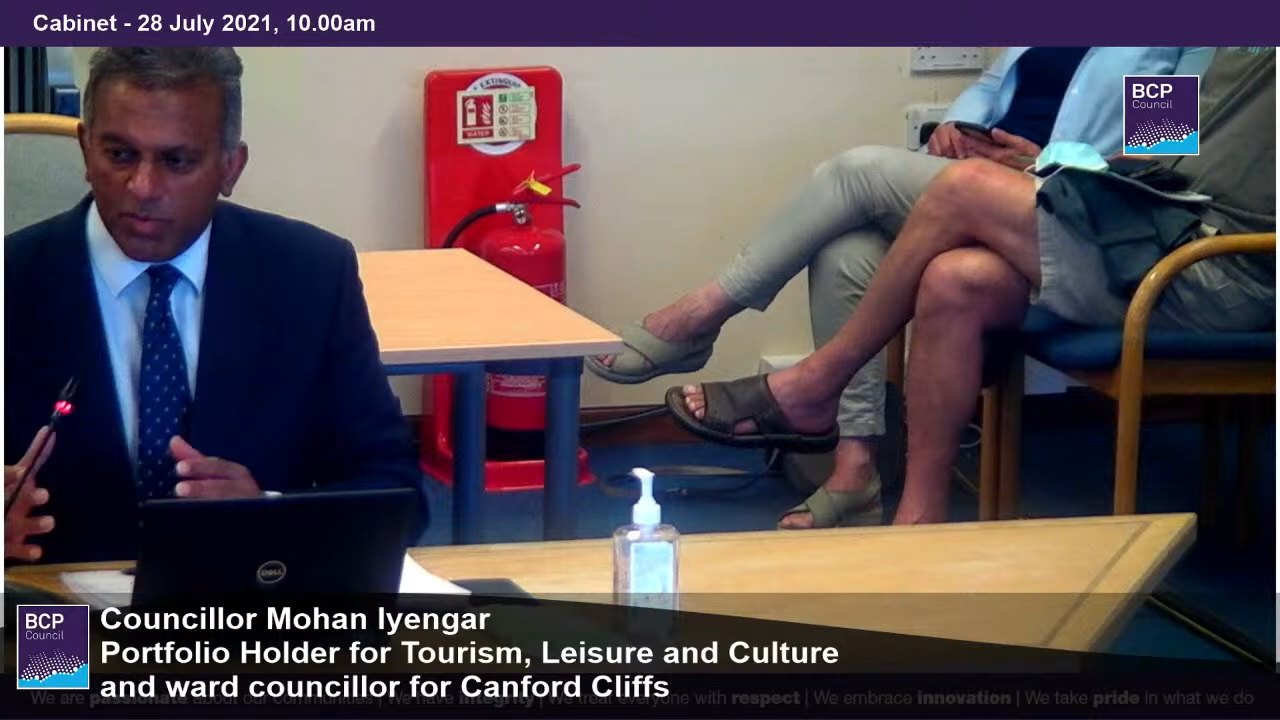 Cabinet - 28 July 2021, 10.00am
EXTINGUISHER
WATER
BCP
Council
DELL
BCP
Council
Councillor Mohan Iyengar
Portfolio Holder for Tourism, Leisure and Culture
and ward councillor for Canford Cliffs
We are passionate about our communities | We have integrity | We treat everyone with respect | We embrace innovation | We take pride in what we do